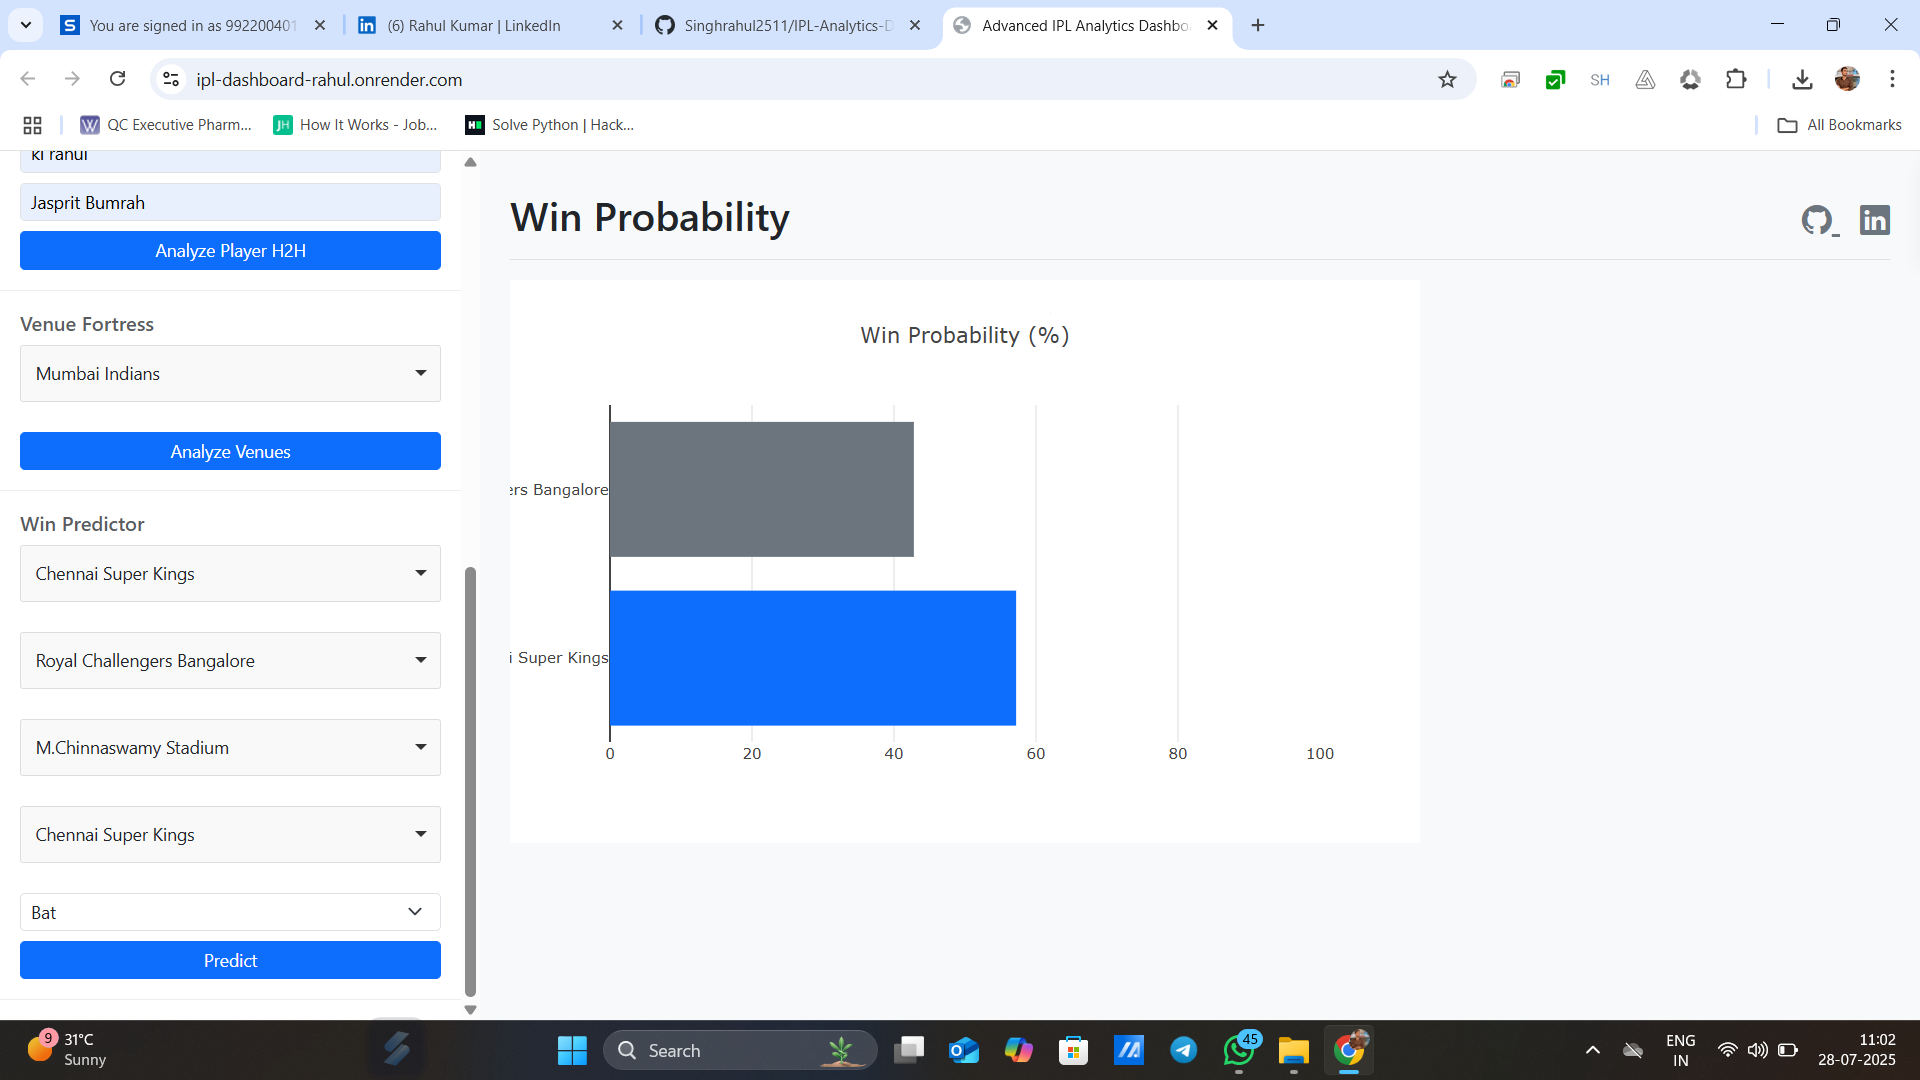 You are signed in as 992200401
(6) Rahul Kumar | LinkedIn
Singhrahul2511/IPL-Analytics-D
Advanced IPL Analytics Dashbo
ipl-dashboard-rahul.onrender.com
SH
QC Executive Pharm...
JH
How It Works - Job...
Solve Python | Hack...
All Bookmarks
kl rahul
Jasprit Bumrah
Analyze Player H2H
Venue Fortress
Mumbai Indians
Analyze Venues
Win Predictor
Chennai Super Kings
Royal Challengers Bangalore
M.Chinnaswamy Stadium
Chennai Super Kings
Bat
Predict
Win Probability
Win Probability (%)
ers Bangalore
i Super Kings
0 20 40 60 80 100
9
31°C
Sunny
Search
45
ENG
IN
11:02
28-07-2025